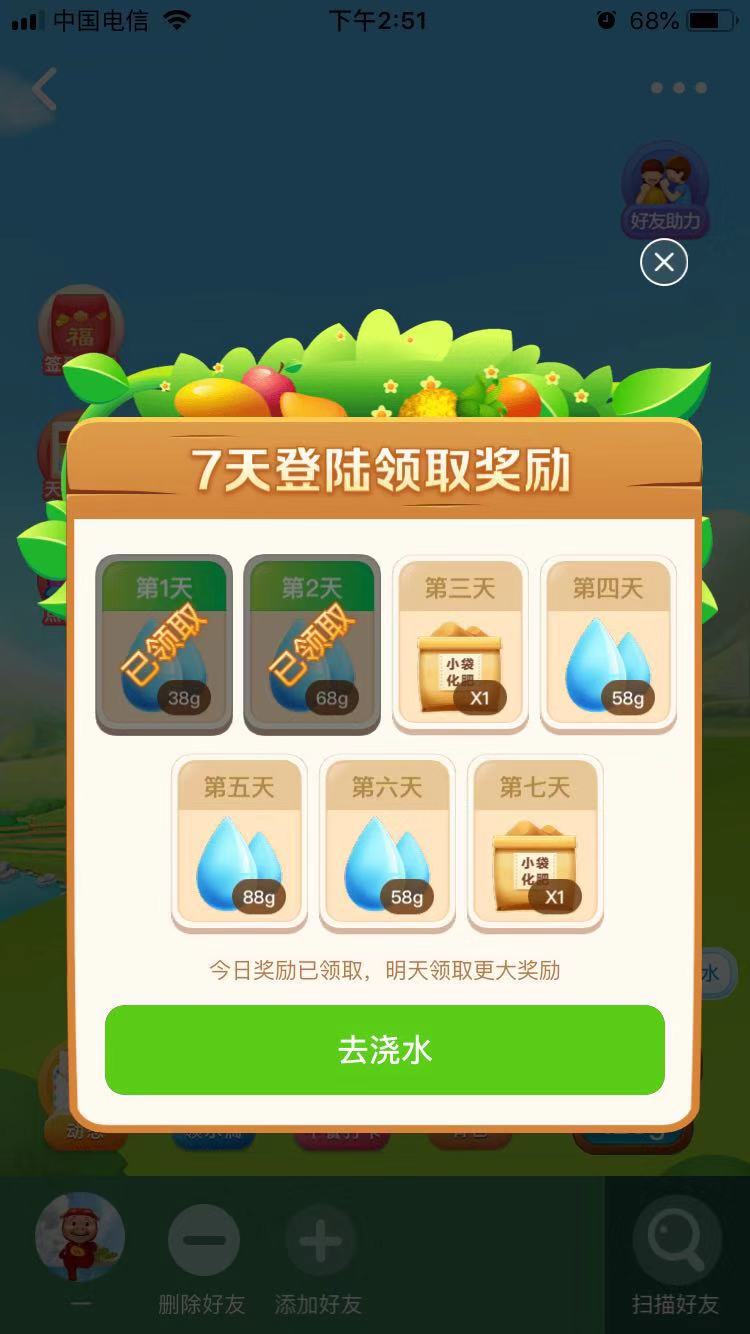 中国电信
下午2:51
68%
好友助力
福
7天登陆领取奖励
第1天
第2天
第三天
第四天
已领取
已领取
小袋
化肥
38g
68g
X1
58g
第五天
第六天
第七天
小袋
化肥
88g
58g
X1
今日奖励已领取，明天领取更大奖励
水
去浇水
一
删除好友
添加好友
扫描好友